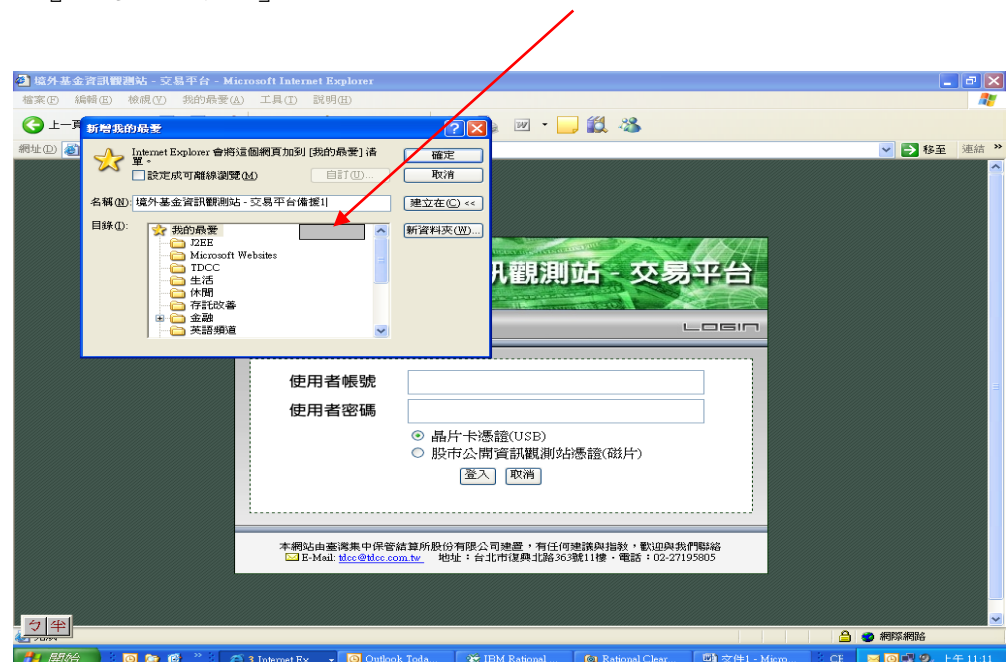 境外基金資訊觀測站 - 交易平台 - Microsoft Internet Explorer
檔案(F) 編輯(E) 檢視(V) 我的最愛(A) 工具(T) 說明(H)
上一頁
網址(D) 移至 連結 »
新增我的最愛
Internet Explorer 會將這個網頁加到 [我的最愛] 清
單。
設定成可離線瀏覽(M) 自訂(U)...
確定
取消
名稱(N): 境外基金資訊觀測站 - 交易平台備援1
建立在(C) <<
目錄(I):
新資料夾(W)...
我的最愛
J2EE
Microsoft Websites
TDCC
生活
休閒
存託改善
金融
英語頻道
訊觀測站 - 交易平台
LOGIN
使用者帳號
使用者密碼
晶片卡憑證(USB)
股市公開資訊觀測站憑證(磁片)
登入 取消
本網站由臺灣集中保管結算所股份有限公司建置,有任何建議與指教,歡迎與我們聯絡
E-Mail: tdcc@tdcc.com.tw 地址:台北市復興北路363號11樓‧電話:02-27195805
ㄅ 半
網際網路
開始 » 3 Internet Ex... Outlook Toda... IBM Rational ... Rational Clear... 文件1 - Micro... CH 上午 11:11